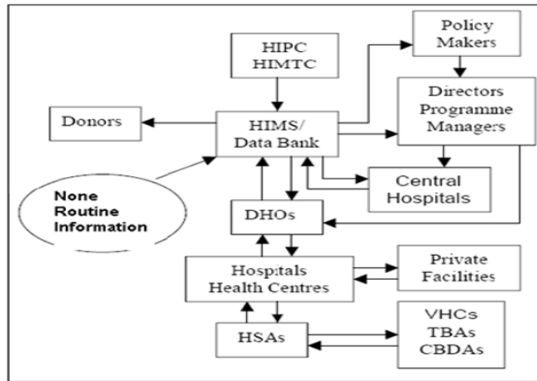 Policy
Makers
HIPC
HIMTC
Directors
Programme
Managers
Donors
HIMS/
Data Bank
None
Routine
Information
Central
Hospitals
DHOs
Hospitals
Health Centres
Private
Facilities
HSAs
VHCs
TBAs
CBDAs